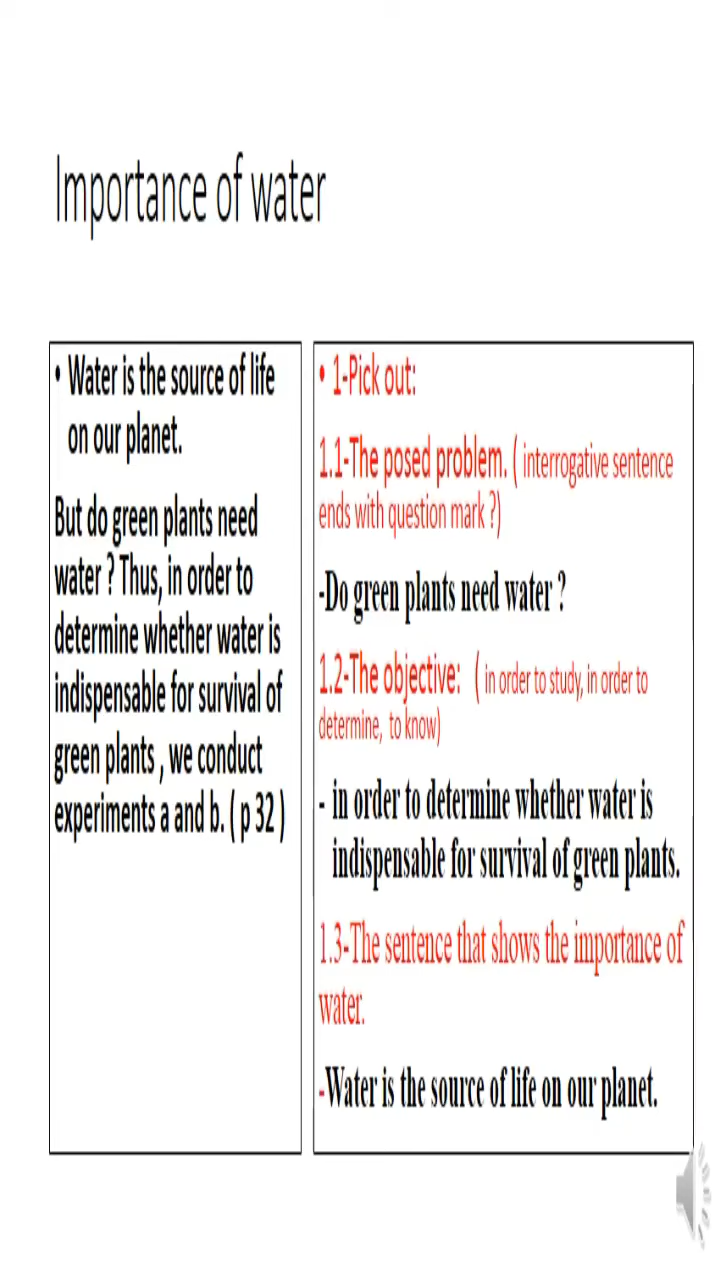 Importance of water
• Water is the source of life
on our planet.
But do green plants need
water ? Thus, in order to
determine whether water is
indispensable for survival of
green plants , we conduct
experiments a and b. ( p 32 )
• 1-Pick out:
1.1-The posed problem. ( interrogative sentence
ends with question mark ?)
-Do green plants need water ?
1.2-The objective: ( in order to study, in order to
determine, to know)
- in order to determine whether water is
indispensable for survival of green plants.
1.3-The sentence that shows the importance of
water.
-Water is the source of life on our planet.